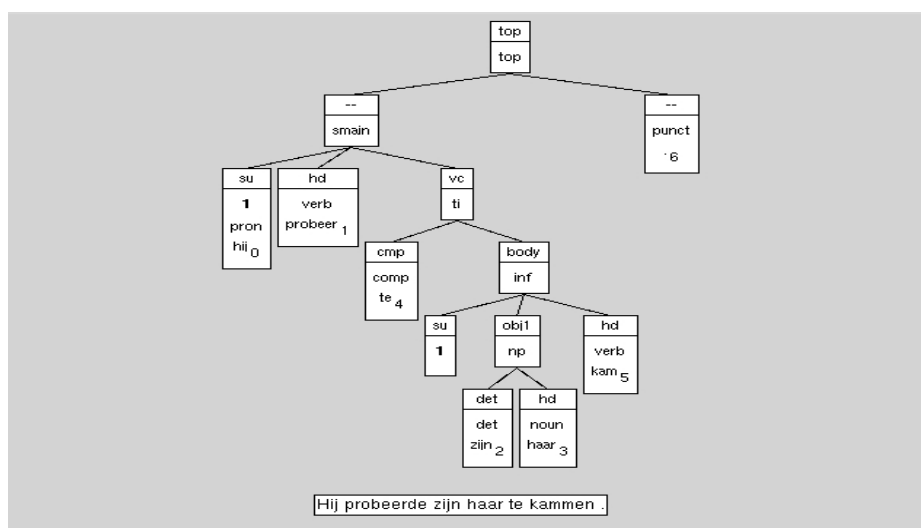 top
top
--
smain
--
punct
.6
su
1
pron
hij0
hd
verb
probeer1
vc
ti
cmp
comp
te4
body
inf
su
1
obj1
np
hd
verb
kam5
det
det
zijn2
hd
noun
haar3
Hij probeerde zijn haar te kammen .